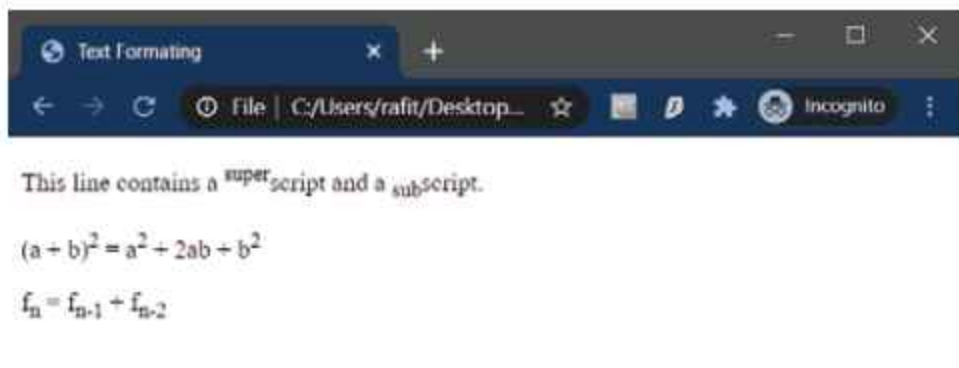 Text Formating
File | C:/Users/rafit/Desktop...
Incognito
This line contains a superscript and a subscript.
(a + b)² = a² + 2ab + b²
fₙ = fₙ₋₁ + fₙ₋₂